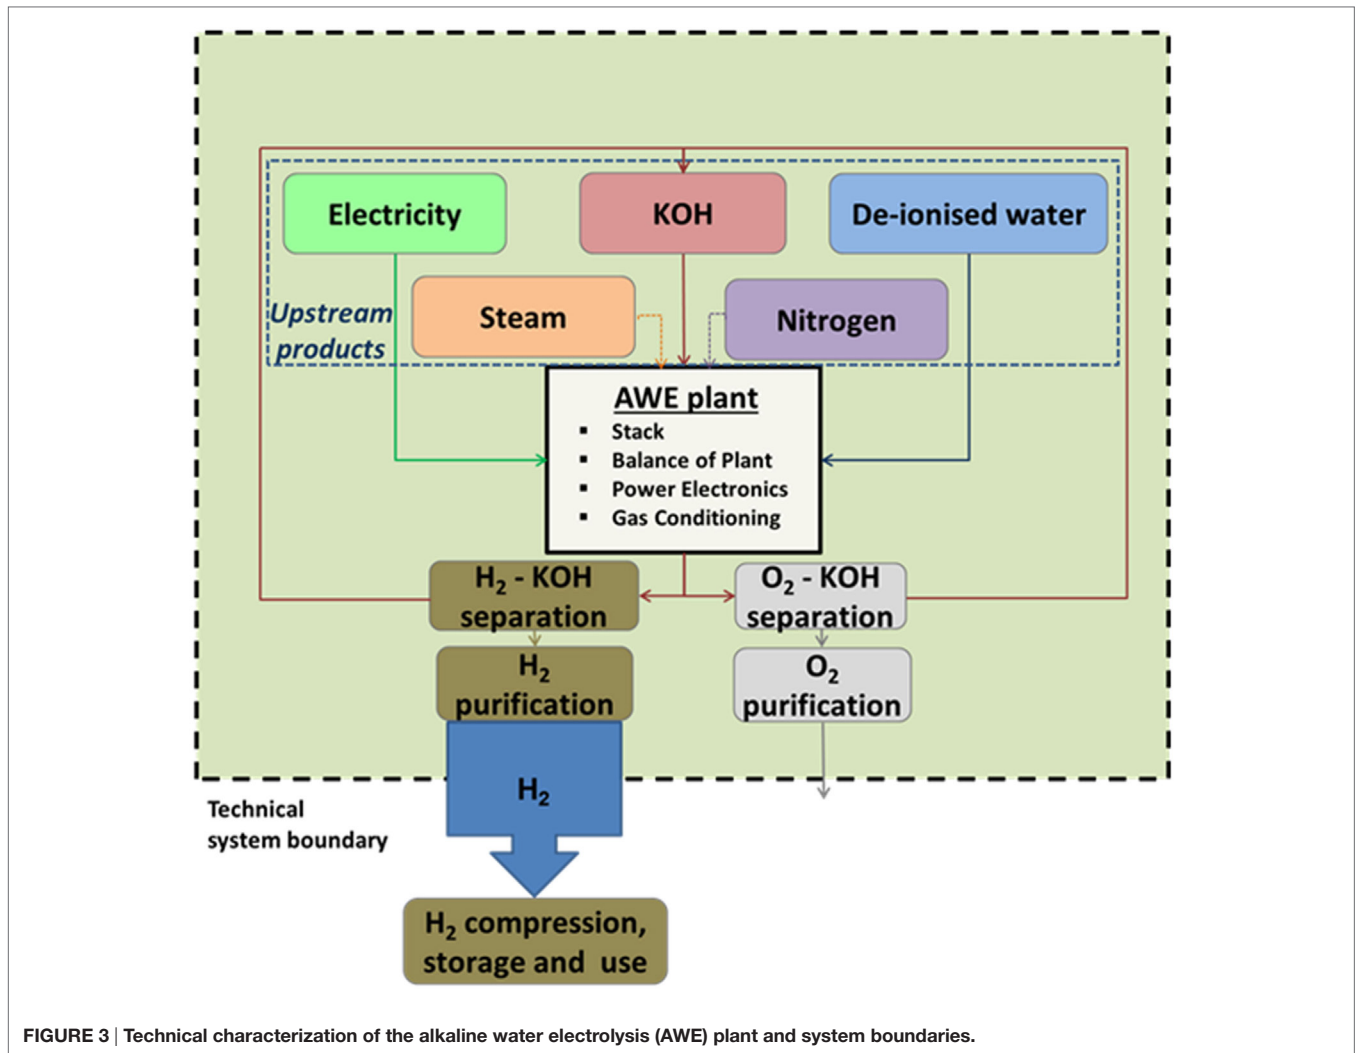 Electricity
KOH
De-ionised water
Steam
Nitrogen
Upstream
products
AWE plant
▪ Stack
▪ Balance of Plant
▪ Power Electronics
▪ Gas Conditioning
H₂ - KOH
separation
O₂ - KOH
separation
H₂
purification
O₂
purification
H₂
Technical
system boundary
H₂ compression,
storage and use
FIGURE 3 | Technical characterization of the alkaline water electrolysis (AWE) plant and system boundaries.